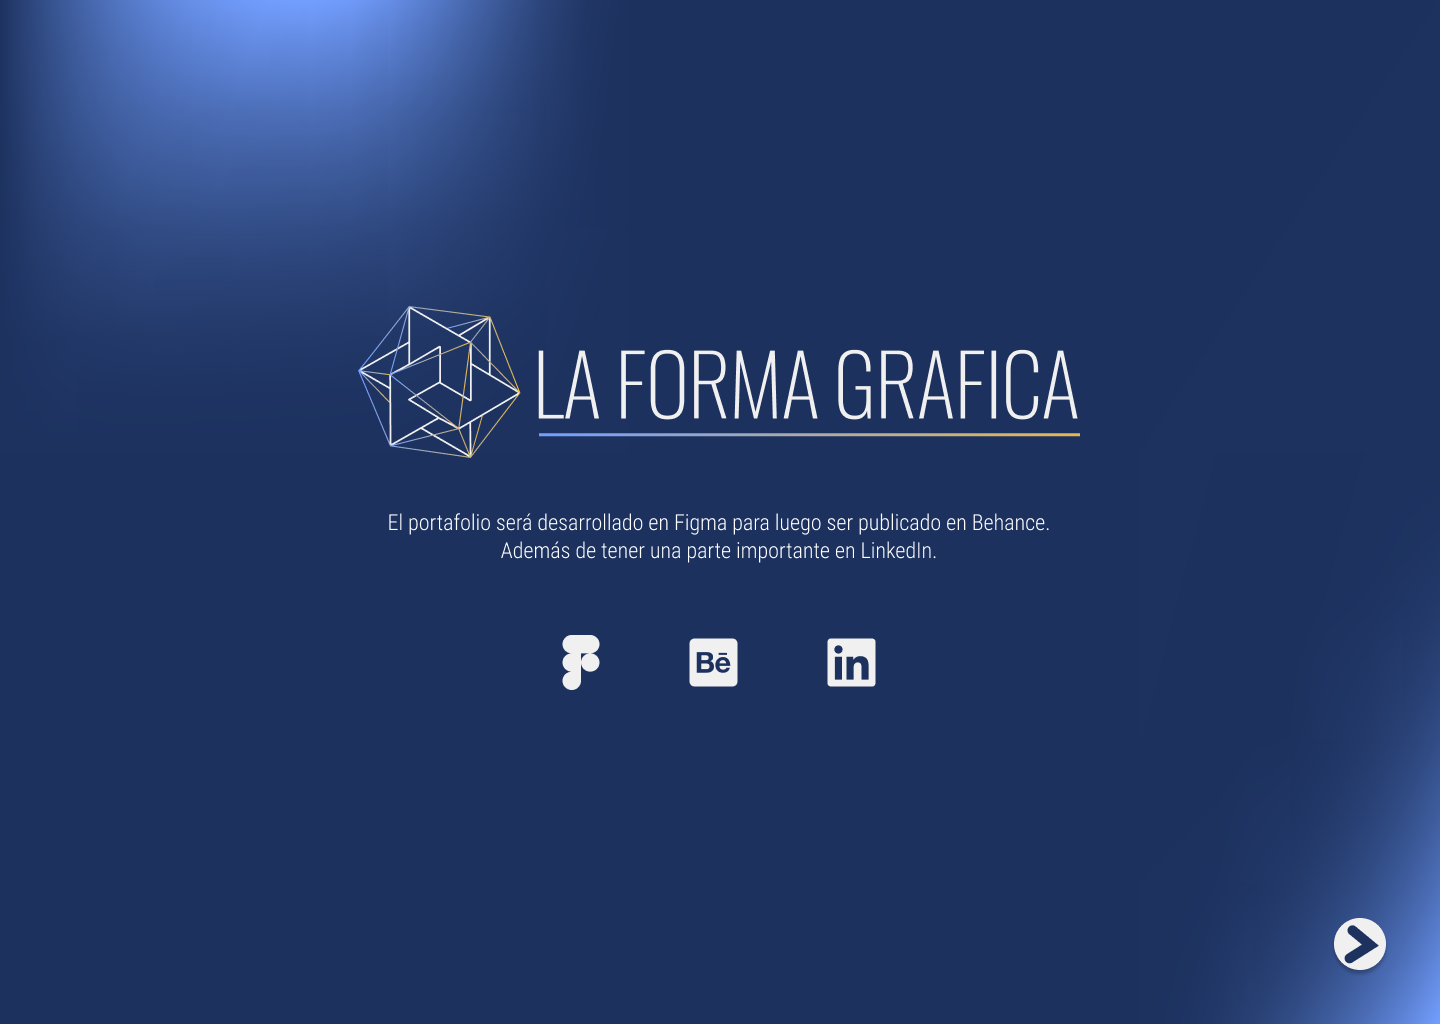 LA FORMA GRAFICA
El portafolio será desarrollado en Figma para luego ser publicado en Behance.
Además de tener una parte importante en LinkedIn.
Bē
in